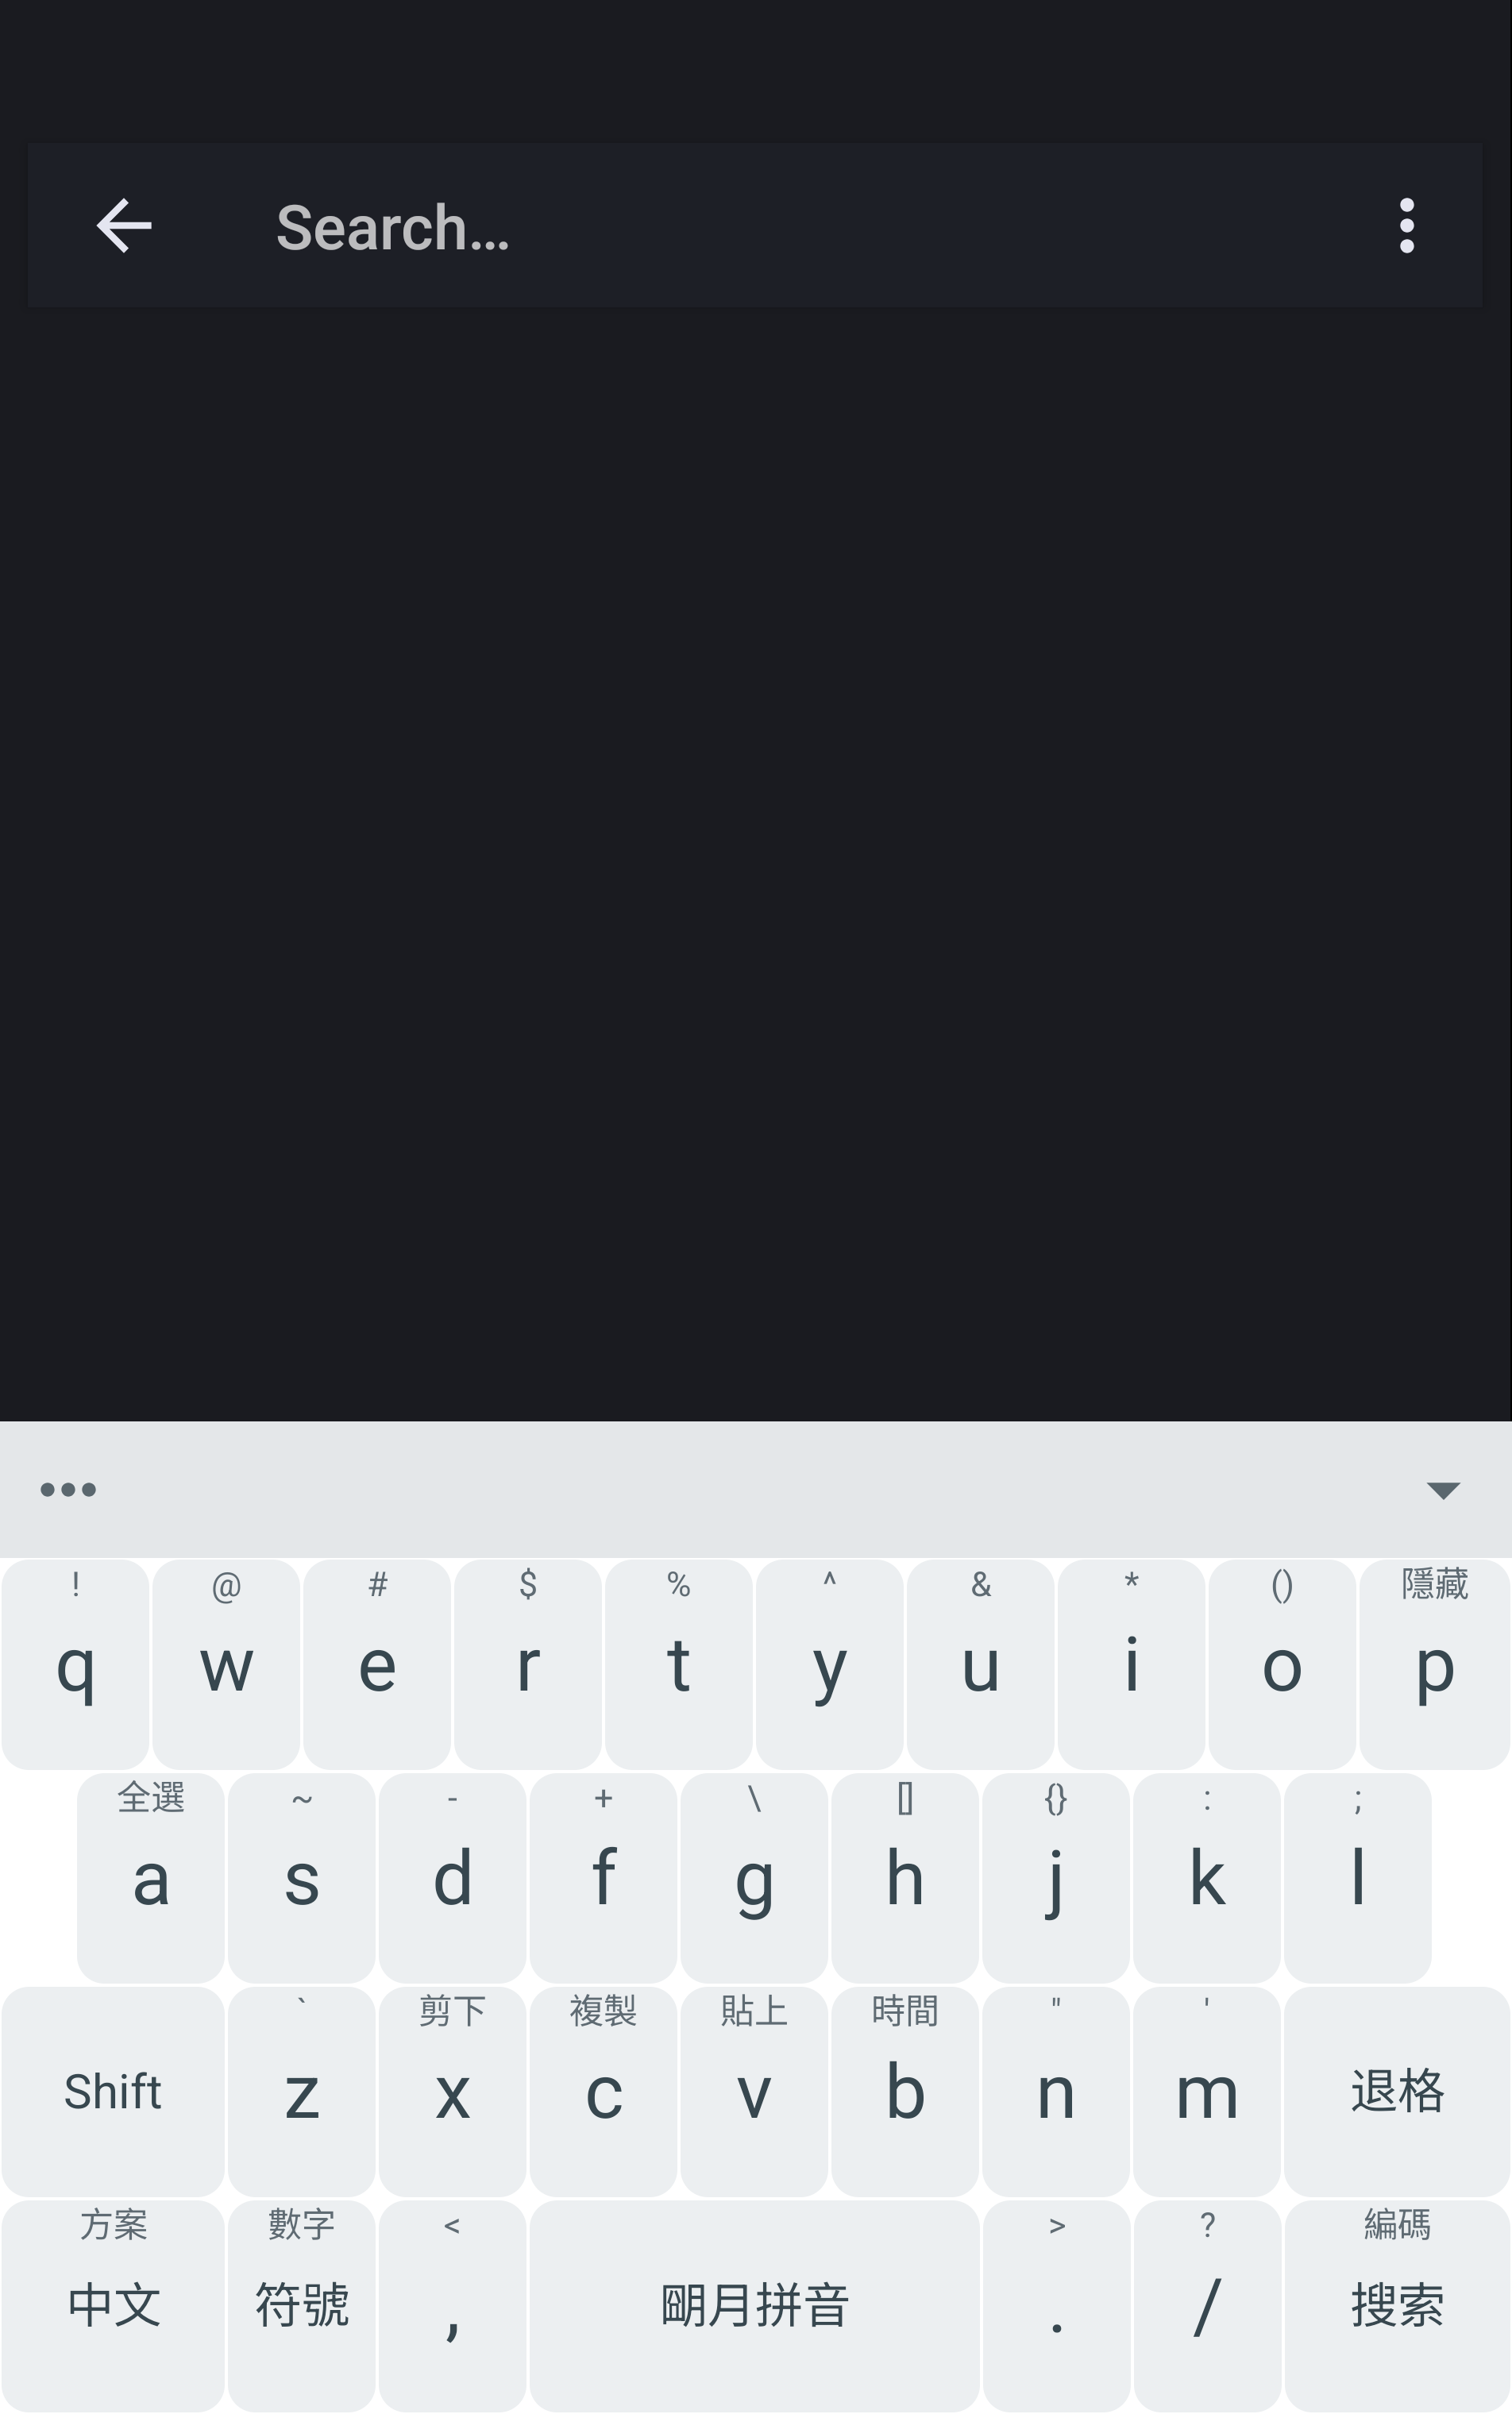 Search...
! @ # $ % ^ & * () 隱藏
q w e r t y u i o p
全選 ~ - + \ [] {} : ;
a s d f g h j k l
` 剪下 複製 貼上 時間 " '
Shift z x c v b n m 退格
方案 數字 < > ? 編碼
中文 符號 , 朙月拼音 . / 搜索